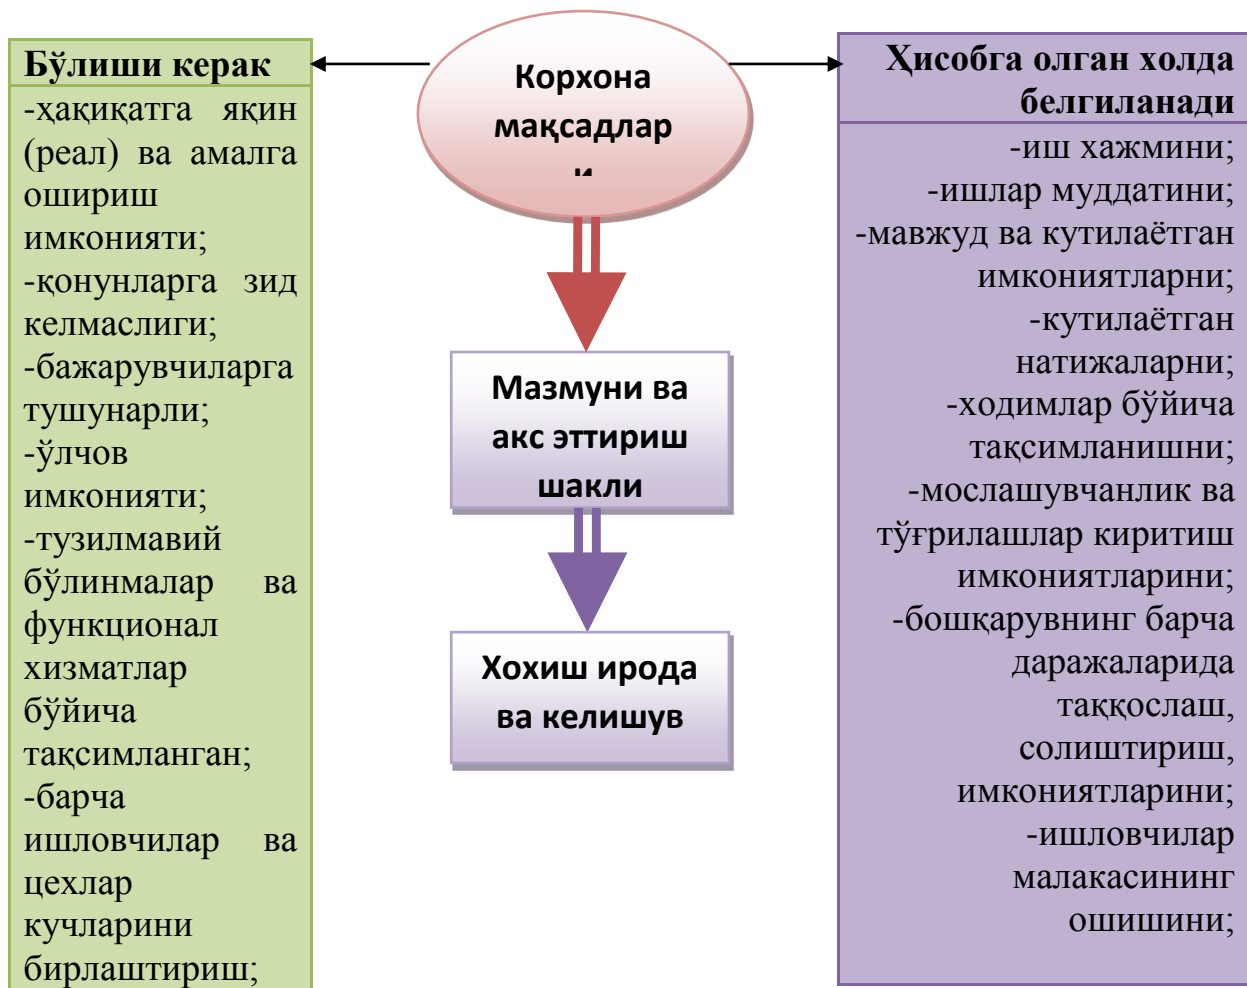 Бўлиши керак
-ҳақиқатга яқин
(реал) ва амалга
ошириш
имконияти;
-қонунларга зид
келмаслиги;
-бажарувчиларга
тушунарли;
-ўлчов
имконияти;
-тузилмавий
бўлинмалар ва
функционал
хизматлар
бўйича
тақсимланган;
-барча
ишловчилар ва
цехлар
кучларини
бирлаштириш;
Корхона
мақсадлар
и
Мазмуни ва
акс эттириш
шакли
Хохиш ирода
ва келишув
Ҳисобга олган холда
белгиланади
-иш хажмини;
-ишлар муддатини;
-мавжуд ва кутилаётган
имкониятларни;
-кутилаётган
натижаларни;
-ходимлар бўйича
тақсимланишни;
-мослашувчанлик ва
тўғрилашлар киритиш
имкониятларини;
-бошқарувнинг барча
даражаларида
таққослаш,
солиштириш,
имкониятларини;
-ишловчилар
малакасининг
ошишини;